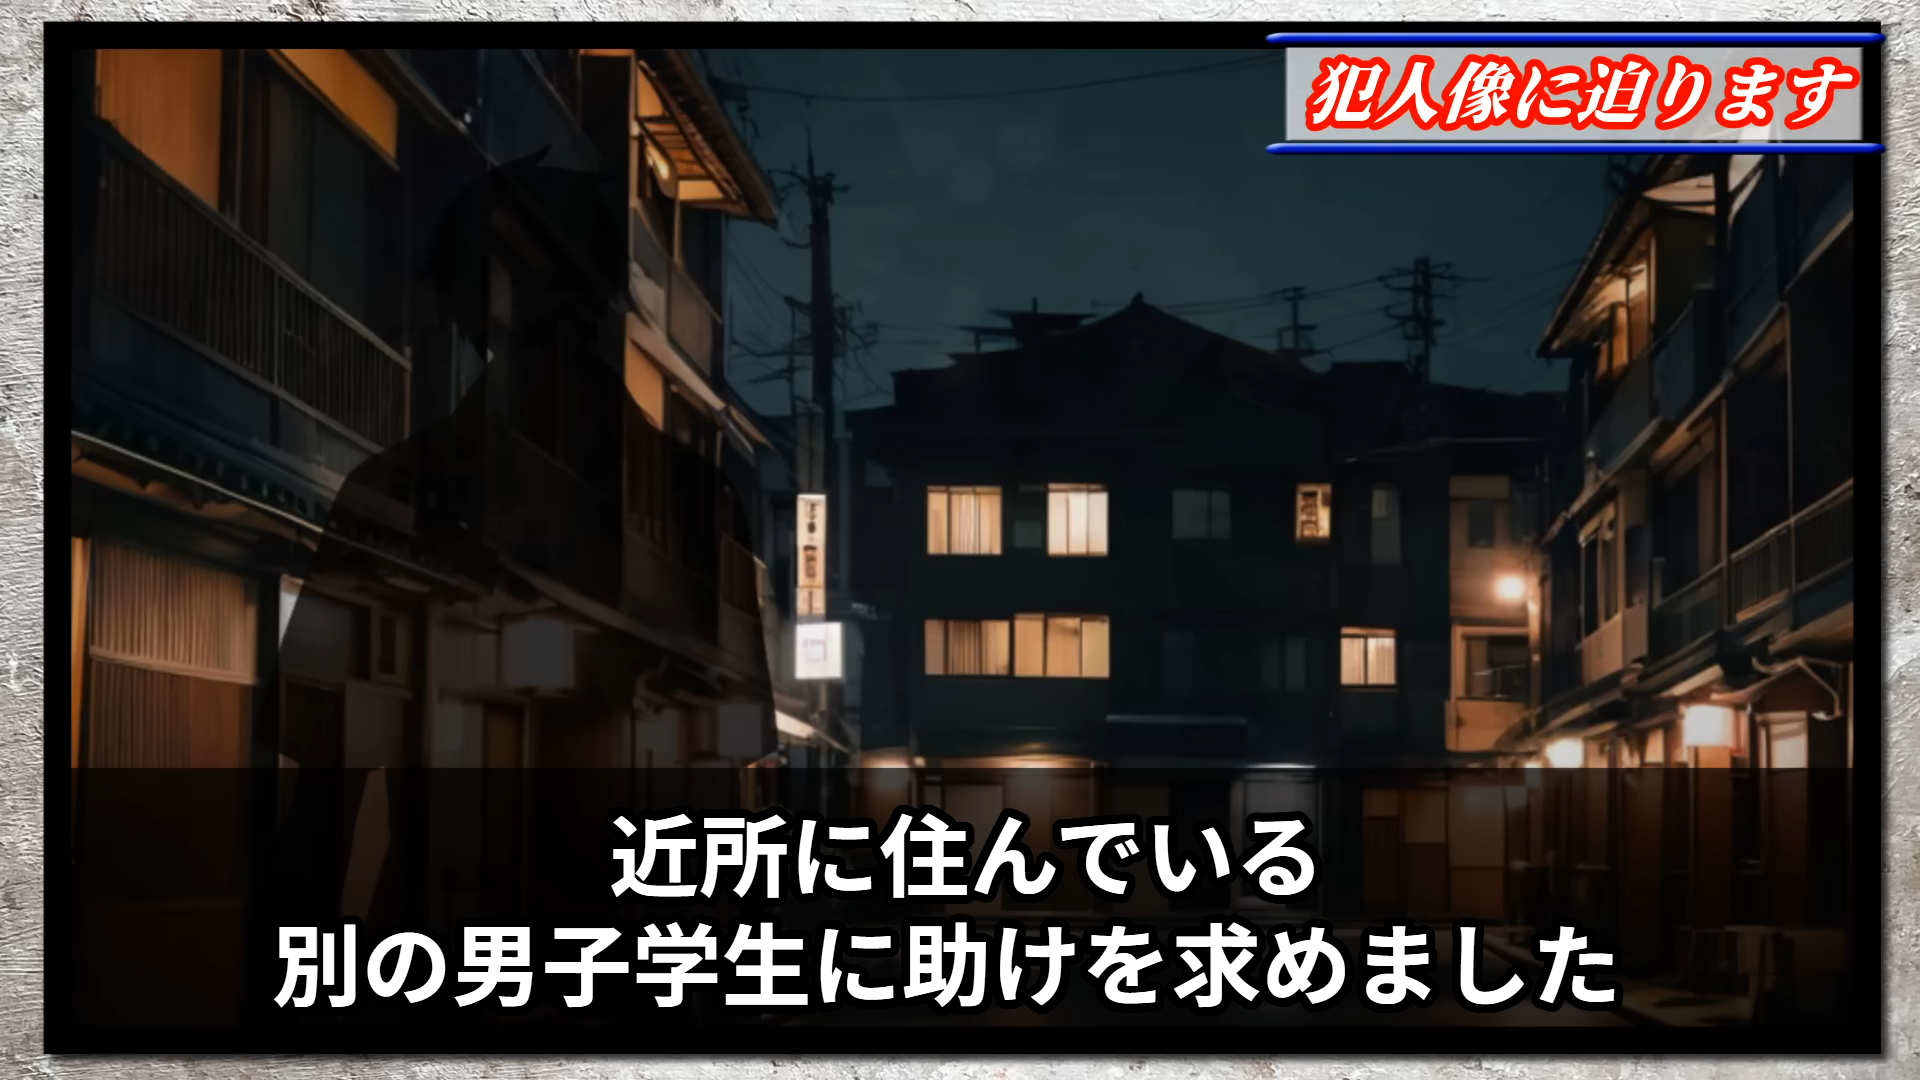 犯人像に迫ります
近所に住んでいる
別の男子学生に助けを求めました